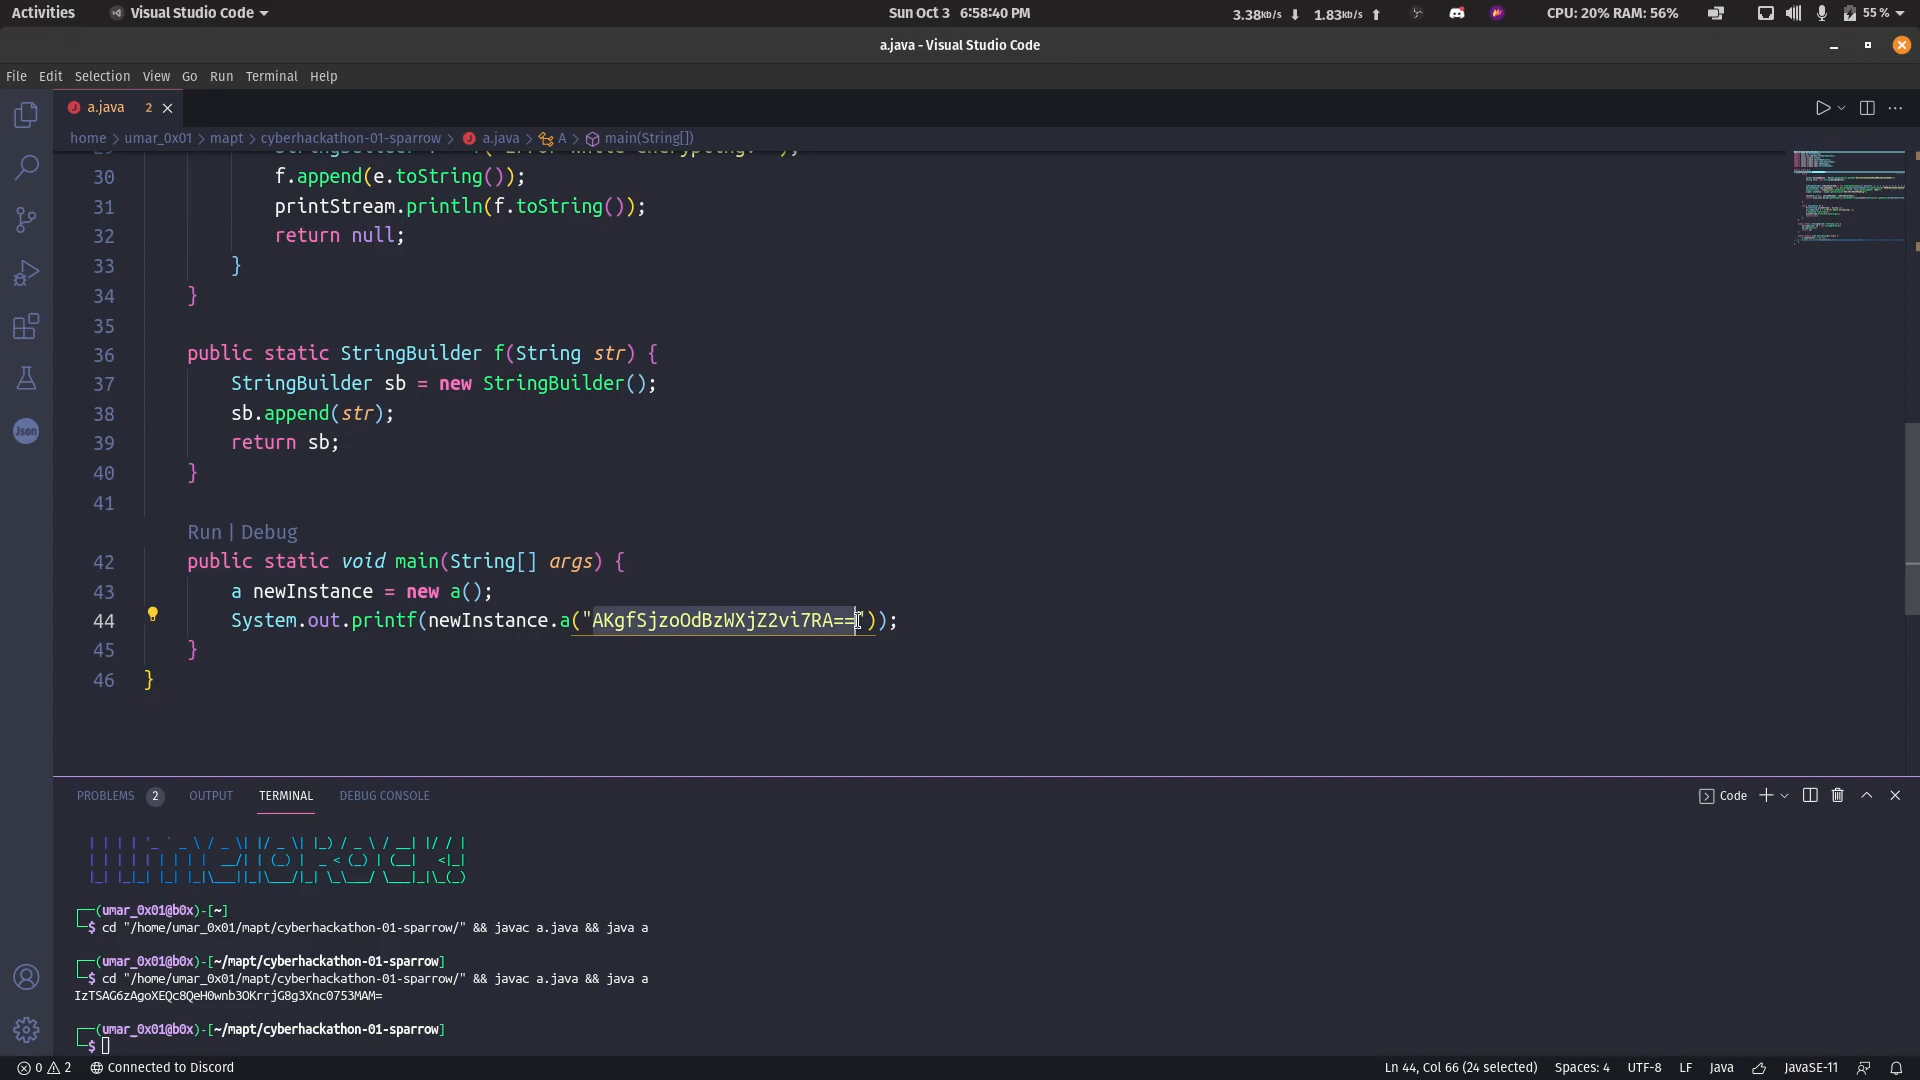 Activities
Visual Studio Code
Sun Oct 3 6:58:40 PM
3.38kb/s
1.83kb/s
CPU: 20% RAM: 56%
55 %
a.java - Visual Studio Code
File Edit Selection View Go Run Terminal Help
a.java 2
home > umar_0x01 > mapt > cyberhackathon-01-sparrow > a.java > A > main(String[])
30 f.append(e.toString());
31 printStream.println(f.toString());
32 return null;
33 }
34 }
35
36 public static StringBuilder f(String str) {
37 StringBuilder sb = new StringBuilder();
38 sb.append(str);
39 return sb;
40 }
41
Run | Debug
42 public static void main(String[] args) {
43 a newInstance = new a();
44 System.out.printf(newInstance.a("AKgfSjzoOdBzWXjZ2vi7RA=="));
45 }
46 }
Json
PROBLEMS 2 OUTPUT TERMINAL DEBUG CONSOLE
Code
(umar_0x01@b0x)-[~]
$ cd "/home/umar_0x01/mapt/cyberhackathon-01-sparrow/" && javac a.java && java a
(umar_0x01@b0x)-[~/mapt/cyberhackathon-01-sparrow]
$ cd "/home/umar_0x01/mapt/cyberhackathon-01-sparrow/" && javac a.java && java a
IzTSAG6zAgoXEQc8QeH0wnb3OKrrjG8g3Xnc0753MAM=
(umar_0x01@b0x)-[~/mapt/cyberhackathon-01-sparrow]
$
0 2 Connected to Discord
Ln 44, Col 66 (24 selected) Spaces: 4 UTF-8 LF Java JavaSE-11